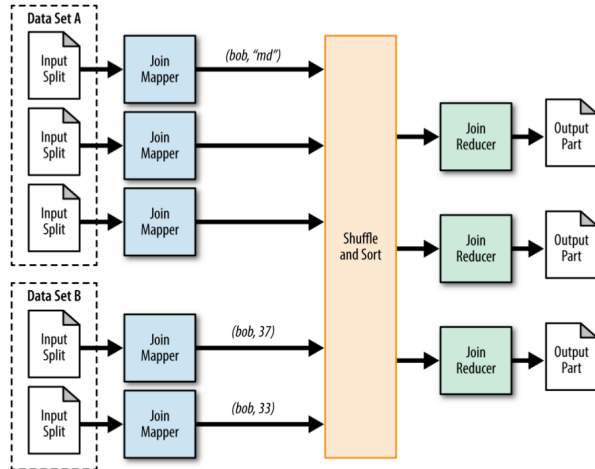 Data Set A
Input
Split
Join
Mapper
(bob, “md”)
Input
Split
Join
Mapper
Input
Split
Join
Mapper
Shuffle
and Sort
Join
Reducer
Output
Part
Join
Reducer
Output
Part
Join
Reducer
Output
Part
Data Set B
Input
Split
Join
Mapper
(bob, 37)
Input
Split
Join
Mapper
(bob, 33)